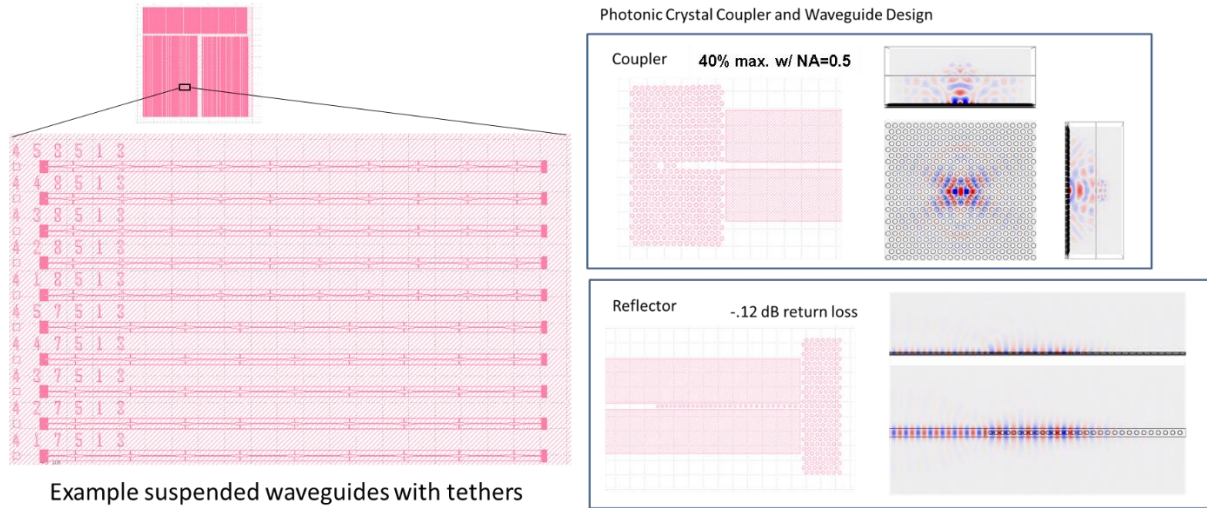 Photonic Crystal Coupler and Waveguide Design
Coupler 40% max. w/ NA=0.5
4 5 8 5 1 3
4 4 8 5 1 3
4 3 8 5 1 3
4 2 8 5 1 3
4 1 8 5 1 3
4 5 7 5 1 3
4 4 7 5 1 3
4 3 7 5 1 3
4 2 7 5 1 3
4 1 7 5 1 3
Example suspended waveguides with tethers
Reflector -.12 dB return loss